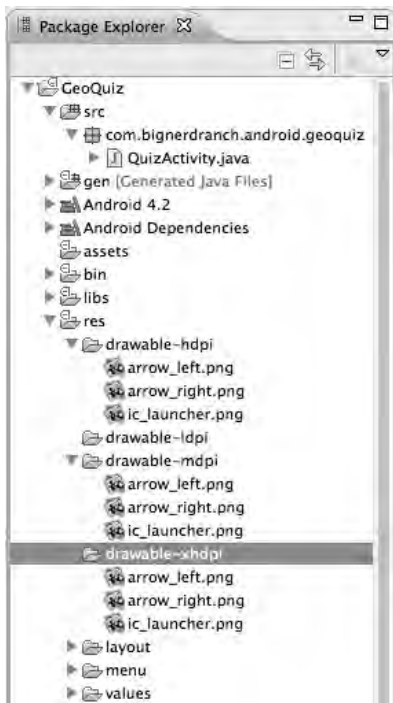 Package Explorer
GeoQuiz
src
com.bignerdranch.android.geoquiz
QuizActivity.java
gen [Generated Java Files]
Android 4.2
Android Dependencies
assets
bin
libs
res
drawable-hdpi
arrow_left.png
arrow_right.png
ic_launcher.png
drawable-ldpi
drawable-mdpi
arrow_left.png
arrow_right.png
ic_launcher.png
drawable-xhdpi
arrow_left.png
arrow_right.png
ic_launcher.png
layout
menu
values